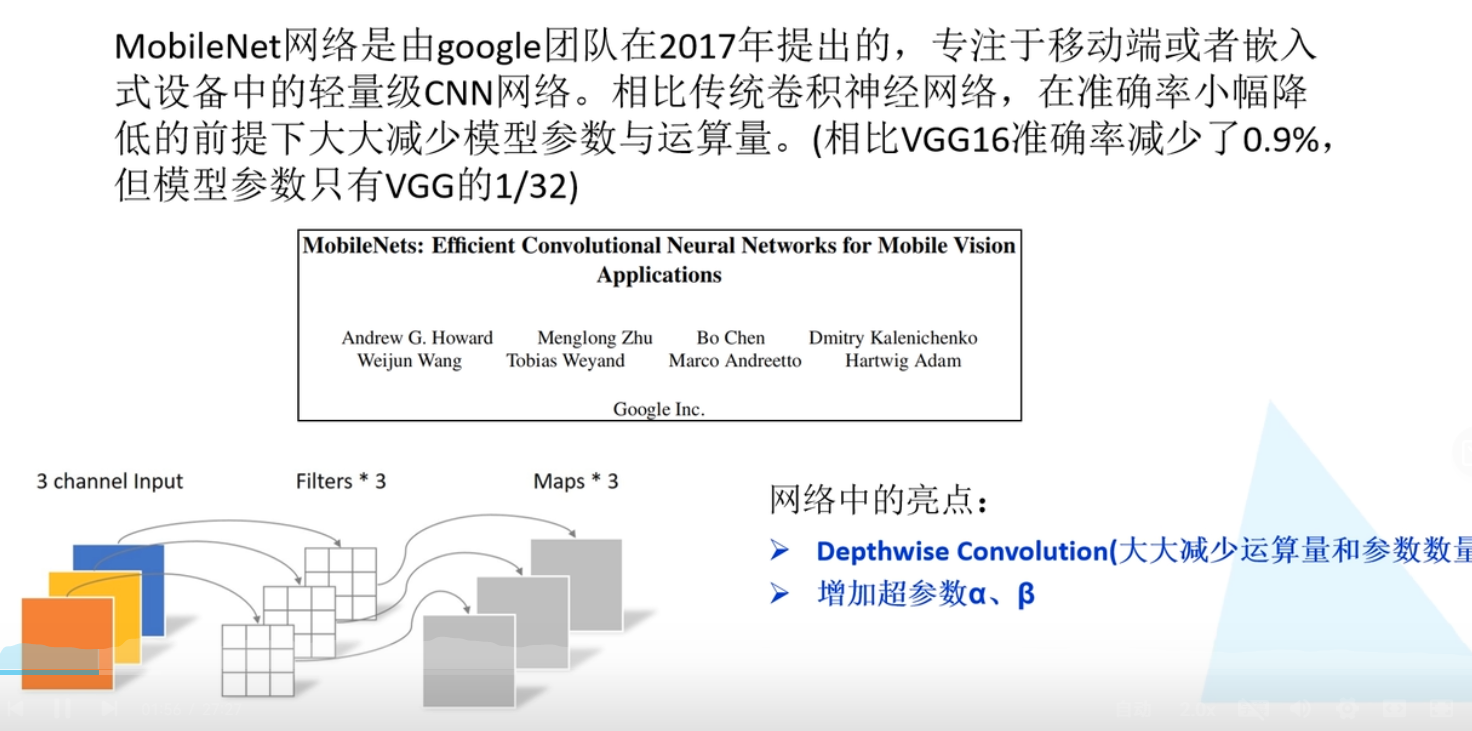 MobileNet网络是由google团队在2017年提出的，专注于移动端或者嵌入
式设备中的轻量级CNN网络。相比传统卷积神经网络，在准确率小幅降
低的前提下大大减少模型参数与运算量。(相比VGG16准确率减少了0.9%，
但模型参数只有VGG的1/32)
MobileNets: Efficient Convolutional Neural Networks for Mobile Vision
Applications
Andrew G. Howard Menglong Zhu Bo Chen Dmitry Kalenichenko
Weijun Wang Tobias Weyand Marco Andreetto Hartwig Adam
Google Inc.
3 channel Input Filters * 3 Maps * 3
网络中的亮点：
➤ Depthwise Convolution(大大减少运算量和参数数量
➤ 增加超参数α、β